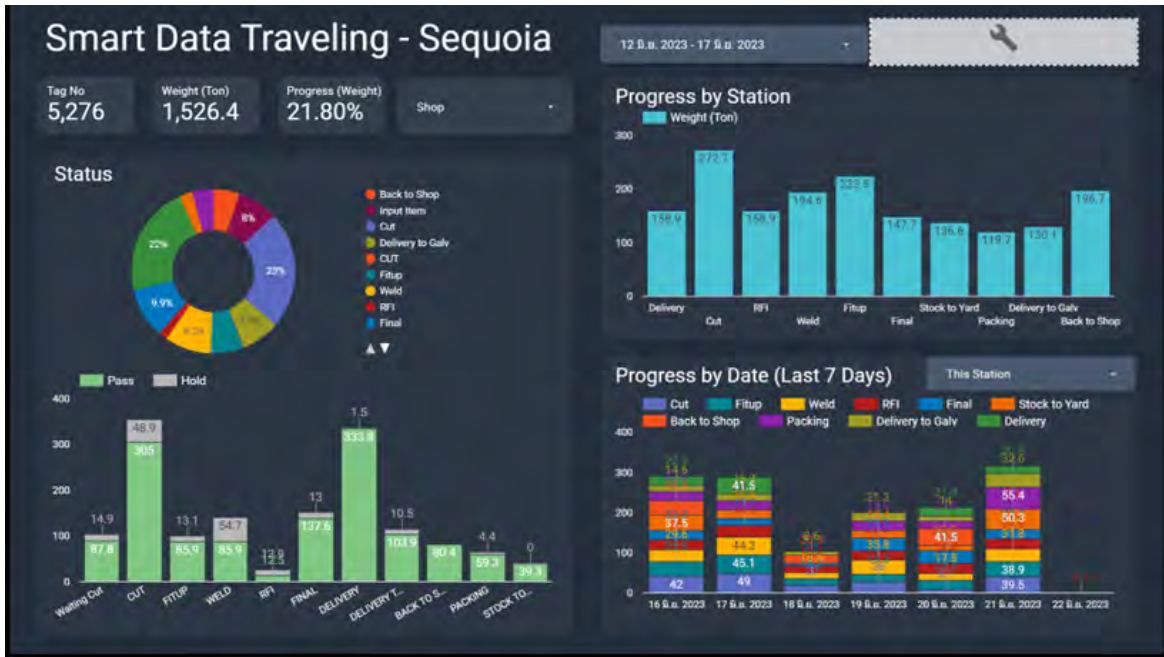 Smart Data Traveling - Sequoia
12 มิ.ย. 2023 - 17 มิ.ย. 2023
Tag No
5,276
Weight (Ton)
1,526.4
Progress (Weight)
21.80%
Shop
Status
8%
23%
9.9%
22%
Back to Shop
Input Item
Cut
Delivery to Galv
CUT
Fitup
Weld
RFI
Final
Pass
Hold
400
300
200
100
0
14.9
87.8
48.9
305
13.1
85.9
54.7
85.9
13
137.6
1.5
333.8
10.5
103.9
80.4
4.4
59.3
0
39.3
Waiting Cut
CUT
FITUP
WELD
RFI
FINAL
DELIVERY
DELIVERY T...
BACK TO S...
PACKING
STOCK TO...
Progress by Station
Weight (Ton)
300
200
100
0
158.9
272.7
158.9
194.6
223.9
147.7
136.6
119.7
130.1
196.7
Delivery
Cut
RFI
Weld
Fitup
Final
Stock to Yard
Packing
Delivery to Galv
Back to Shop
Progress by Date (Last 7 Days)
This Station
Cut
Fitup
Weld
RFI
Final
Stock to Yard
Back to Shop
Packing
Delivery to Galv
Delivery
400
300
200
100
0
37.5
42
41.5
44.2
45.1
49
41.5
55.4
50.3
38.9
39.5
16 มิ.ย. 2023
17 มิ.ย. 2023
18 มิ.ย. 2023
19 มิ.ย. 2023
20 มิ.ย. 2023
21 มิ.ย. 2023
22 มิ.ย. 2023